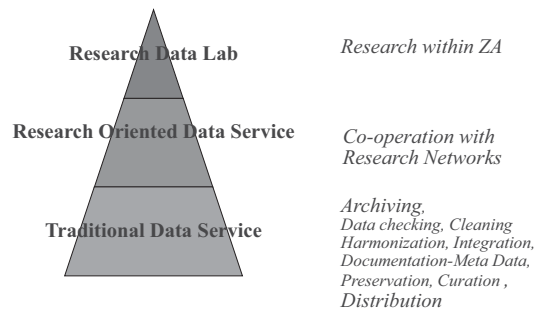 Research Data Lab
Research within ZA
Research Oriented Data Service
Co-operation with
Research Networks
Traditional Data Service
Archiving,
Data checking, Cleaning
Harmonization, Integration,
Documentation-Meta Data,
Preservation, Curation ,
Distribution